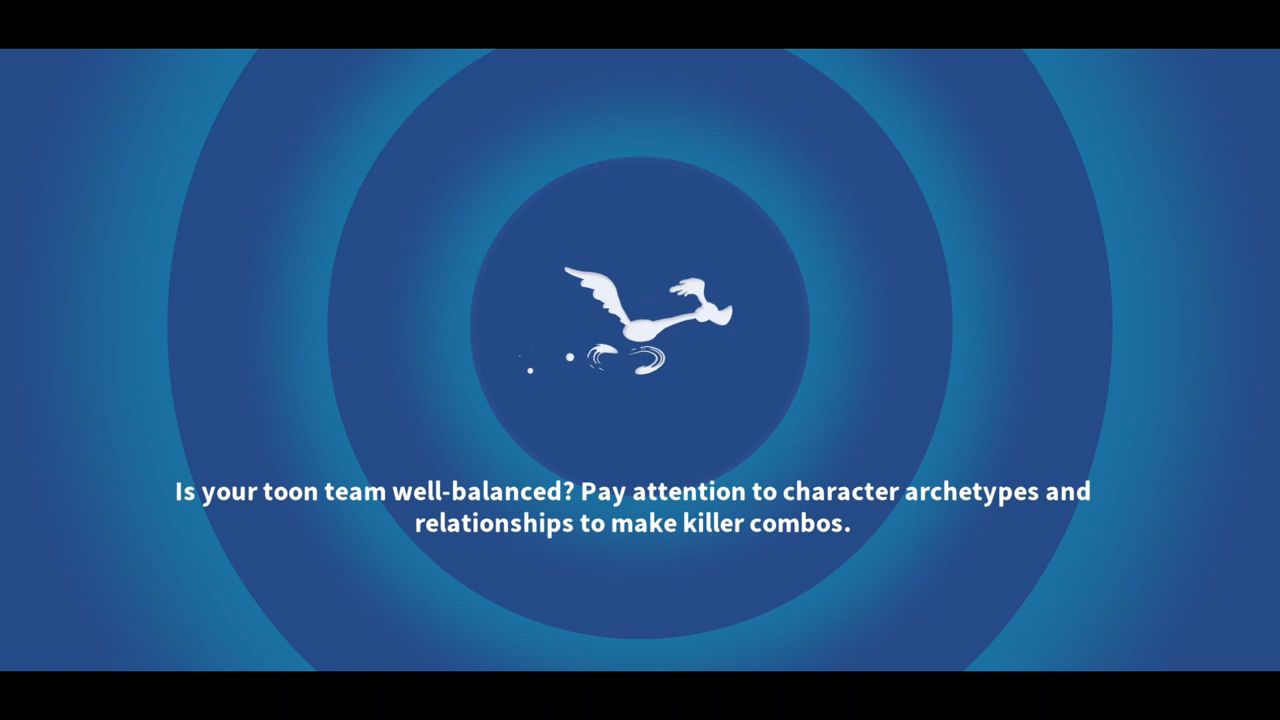 Is your toon team well-balanced? Pay attention to character archetypes and
relationships to make killer combos.